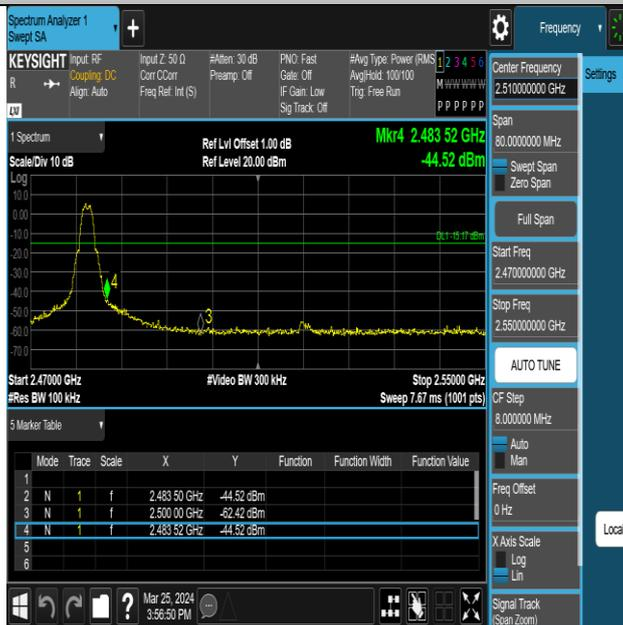 Spectrum Analyzer 1
Swept SA
+
Frequency
KEYSIGHT
R
LXI
Input: RF
Coupling: DC
Align: Auto
Input Z: 50 Ω
Corr CCorr
Freq Ref: Int (S)
#Atten: 30 dB
Preamp: Off
PNO: Fast
Gate: Off
IF Gain: Low
Sig Track: Off
#Avg Type: Power (RMS
Avg|Hold: 100/100
Trig: Free Run
1 2 3 4 5 6
M W W W W W
P P P P P P
Center Frequency
2.510000000 GHz
Settings
Span
80.0000000 MHz
Swept Span
Zero Span
Full Span
Start Freq
2.470000000 GHz
Stop Freq
2.550000000 GHz
AUTO TUNE
CF Step
8.000000 MHz
Auto
Man
Freq Offset
0 Hz
X Axis Scale
Log
Lin
Signal Track
(Span Zoom)
Local
1 Spectrum
Scale/Div 10 dB
Ref Lvl Offset 1.00 dB
Ref Level 20.00 dBm
Mkr4 2.483 52 GHz
-44.52 dBm
Log
10.0
0.00
-10.0
-20.0
-30.0
-40.0
-50.0
-60.0
-70.0
DL1 -15.17 dBm
4
3
Start 2.47000 GHz
#Res BW 100 kHz
#Video BW 300 kHz
Stop 2.55000 GHz
Sweep 7.67 ms (1001 pts)
5 Marker Table
Mode Trace Scale X Y Function Function Width Function Value
1
2 N 1 f 2.483 50 GHz -44.52 dBm
3 N 1 f 2.500 00 GHz -62.42 dBm
4 N 1 f 2.483 52 GHz -44.52 dBm
5
6
?
Mar 25, 2024
3:56:50 PM